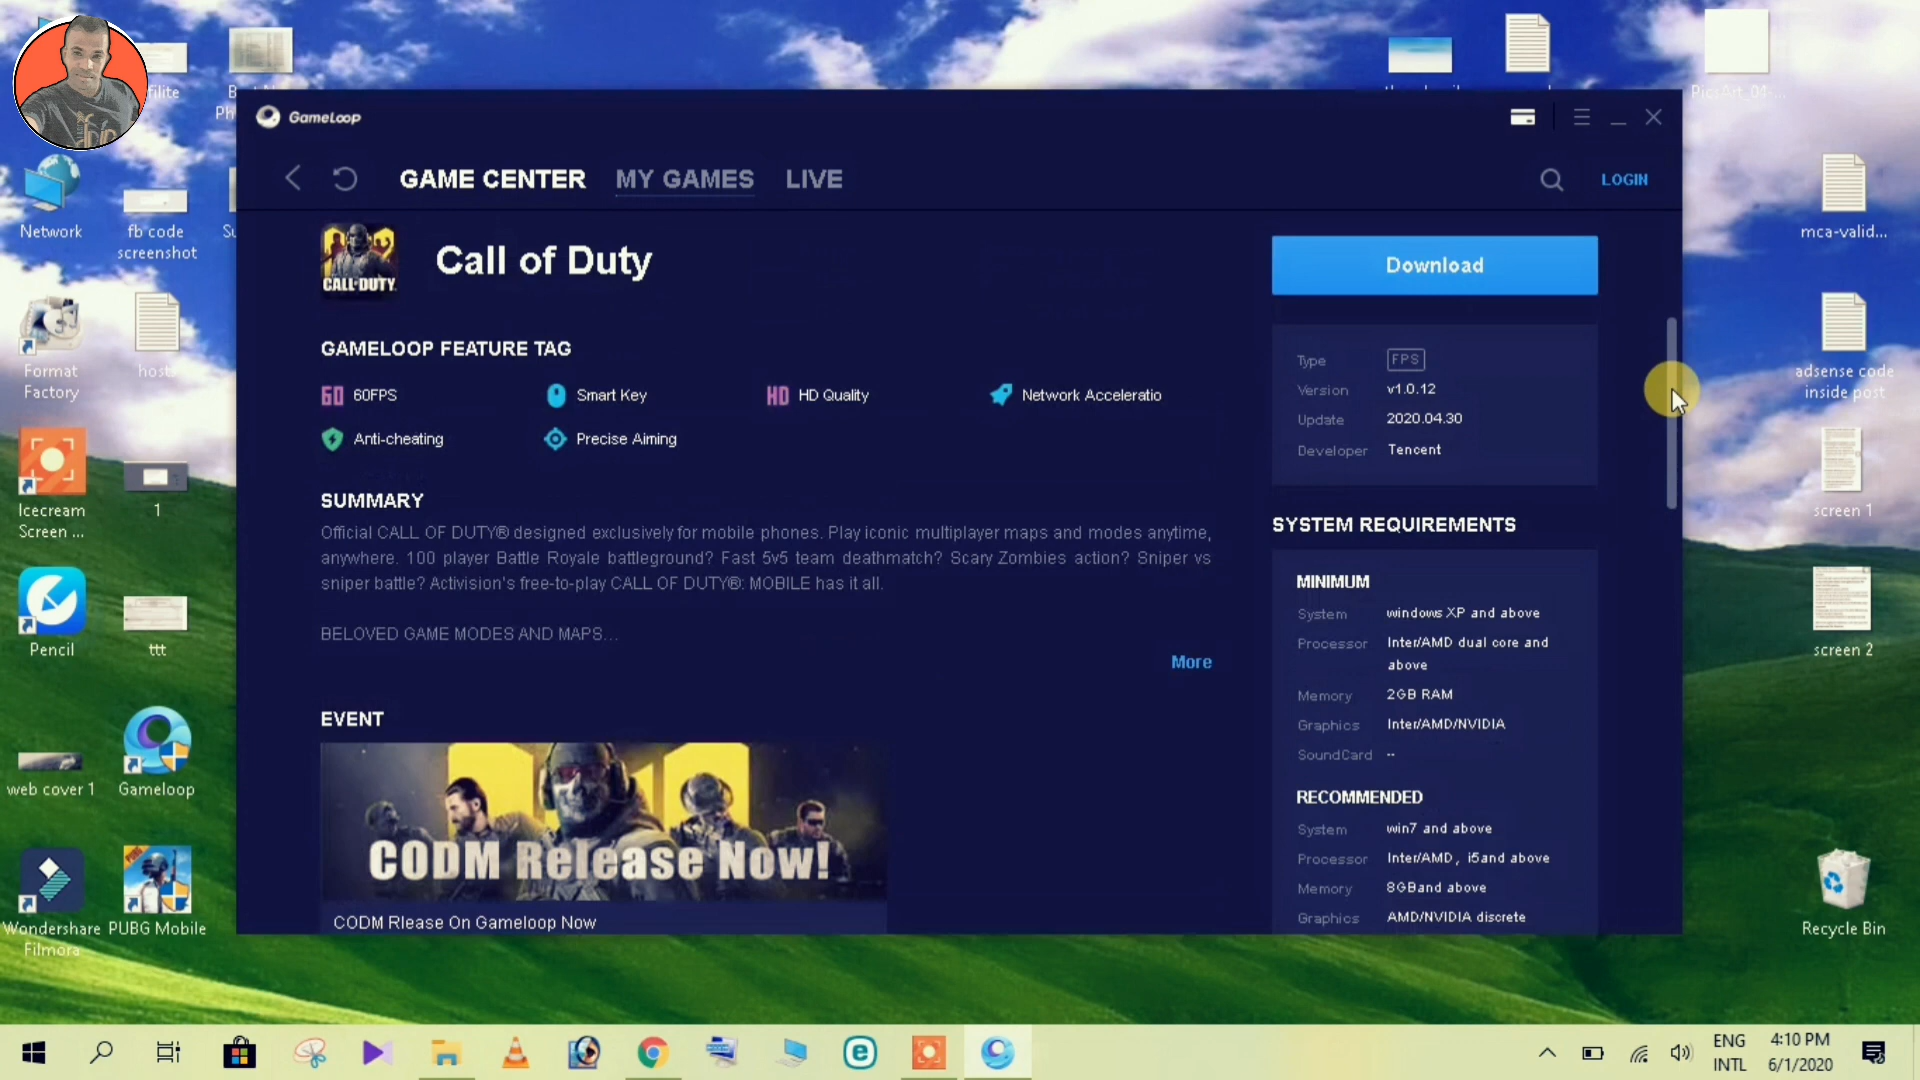 filite
Network
fb code
screenshot
Format
Factory
host
Icecream
Screen ...
1
Pencil
ttt
web cover 1
Gameloop
Wondershare
Filmora
PUBG Mobile
GameLoop
GAME CENTER MY GAMES LIVE
LOGIN
CALL OF DUTY
Call of Duty
Download
GAMELOOP FEATURE TAG
60 60FPS
Smart Key
HD HD Quality
Network Acceleratio
Anti-cheating
Precise Aiming
SUMMARY
Official CALL OF DUTY® designed exclusively for mobile phones. Play iconic multiplayer maps and modes anytime,
anywhere. 100 player Battle Royale battleground? Fast 5v5 team deathmatch? Scary Zombies action? Sniper vs
sniper battle? Activision's free-to-play CALL OF DUTY®: MOBILE has it all.
BELOVED GAME MODES AND MAPS...
More
EVENT
CODM Release Now!
CODM Rlease On Gameloop Now
Type FPS
Version v1.0.12
Update 2020.04.30
Developer Tencent
SYSTEM REQUIREMENTS
MINIMUM
System windows XP and above
Processor Inter/AMD dual core and
above
Memory 2GB RAM
Graphics Inter/AMD/NVIDIA
SoundCard --
RECOMMENDED
System win7 and above
Processor Inter/AMD, i5and above
Memory 8GBand above
Graphics AMD/NVIDIA discrete
PicsArt_04-...
mca-valid...
adsense code
inside post
screen 1
screen 2
Recycle Bin
ENG
INTL
4:10 PM
6/1/2020